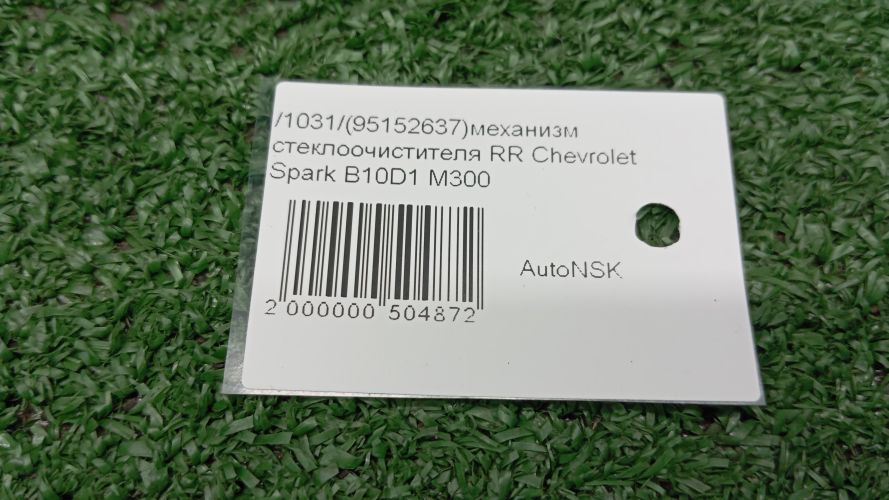 /1031/(95152637)механизм
стеклоочистителя RR Chevrolet
Spark B10D1 M300
AutoNSK
2 000000 504872